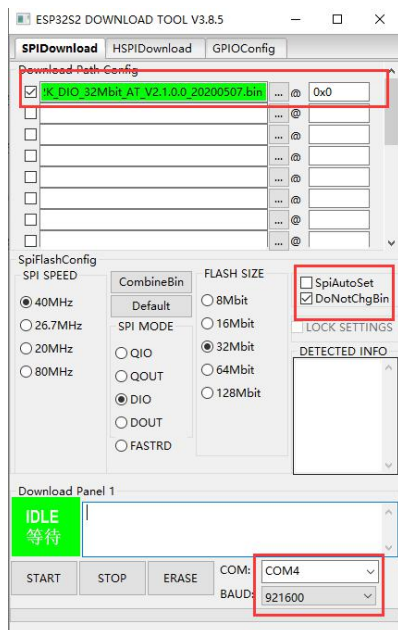 ESP32S2 DOWNLOAD TOOL V3.8.5
SPIDownload HSPIDownload GPIOConfig
Download Path Config
!K_DIO_32Mbit_AT_V2.1.0.0_20200507.bin ... @ 0x0
... @
... @
... @
... @
... @
... @
... @
SpiFlashConfig
SPI SPEED
40MHz
26.7MHz
20MHz
80MHz
CombineBin
Default
SPI MODE
QIO
QOUT
DIO
DOUT
FASTRD
FLASH SIZE
8Mbit
16Mbit
32Mbit
64Mbit
128Mbit
SpiAutoSet
DoNotChgBin
LOCK SETTINGS
DETECTED INFO
Download Panel 1
IDLE
等待
START STOP ERASE
COM: COM4
BAUD: 921600